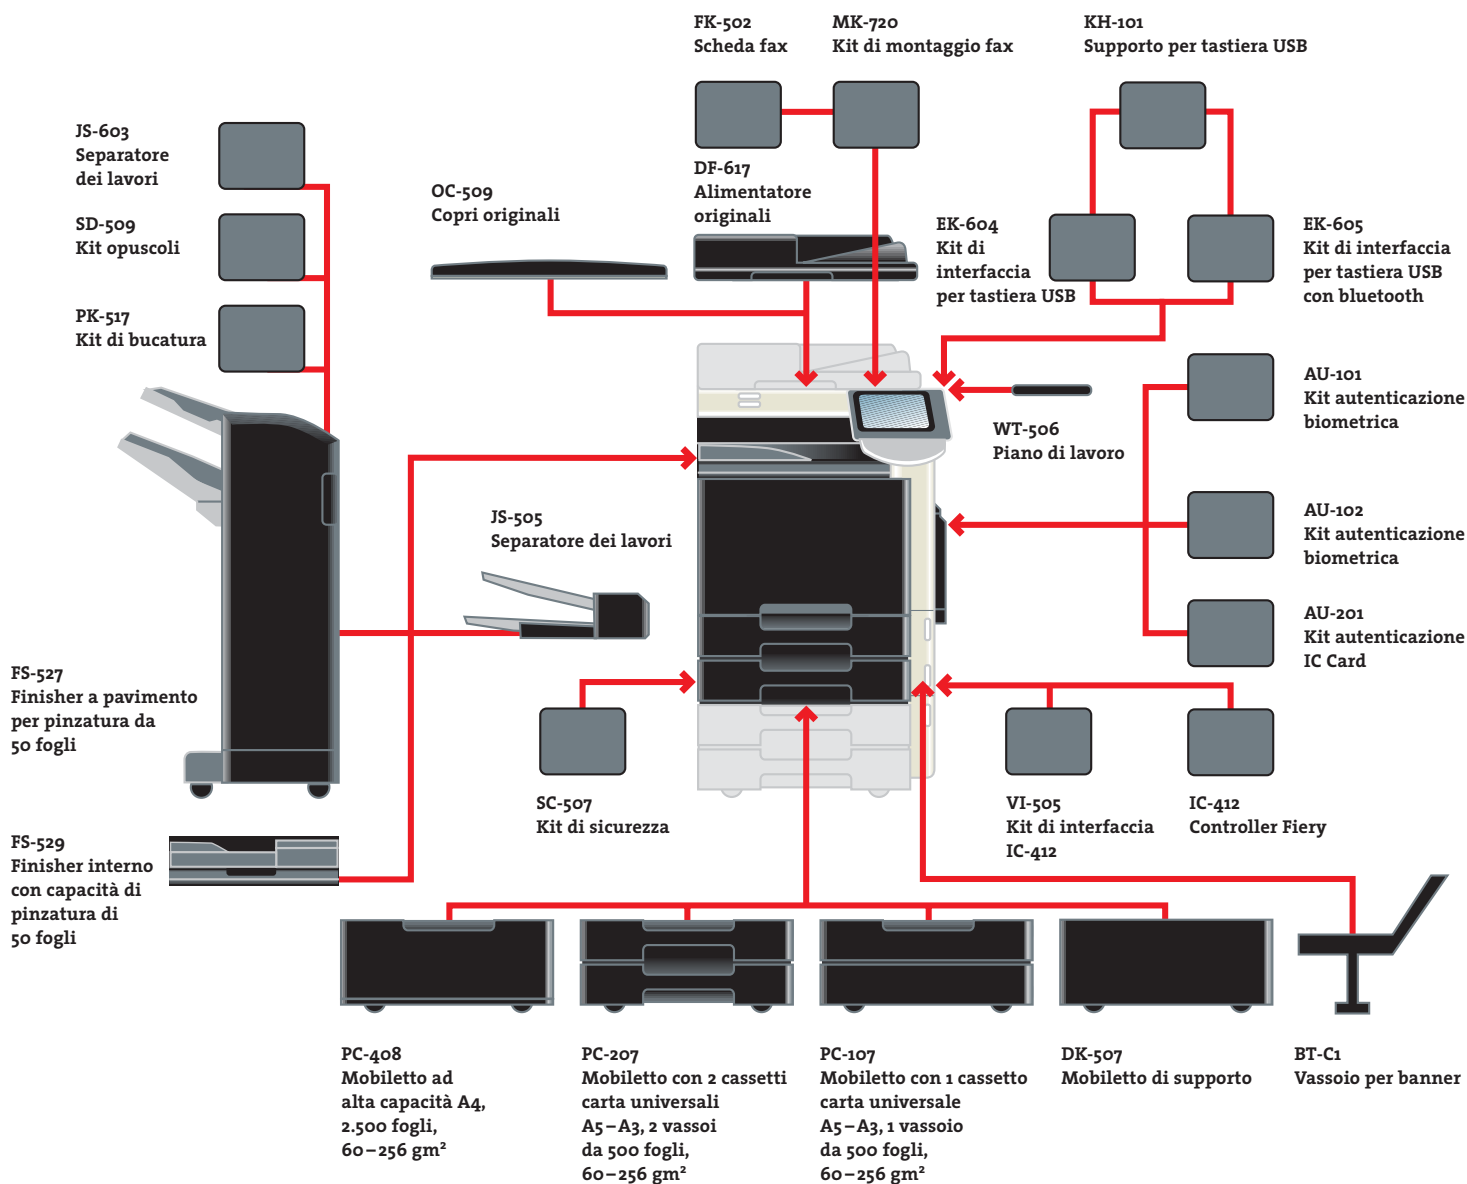 FK-502
Scheda fax
MK-720
Kit di montaggio fax
KH-101
Supporto per tastiera USB
JS-603
Separatore
dei lavori
SD-509
Kit opuscoli
PK-517
Kit di bucatura
OC-509
Copri originali
DF-617
Alimentatore
originali
EK-604
Kit di
interfaccia
per tastiera USB
EK-605
Kit di interfaccia
per tastiera USB
con bluetooth
AU-101
Kit autenticazione
biometrica
WT-506
Piano di lavoro
JS-505
Separatore dei lavori
AU-102
Kit autenticazione
biometrica
AU-201
Kit autenticazione
IC Card
FS-527
Finisher a pavimento
per pinzatura da
50 fogli
SC-507
Kit di sicurezza
VI-505
Kit di interfaccia
IC-412
IC-412
Controller Fiery
FS-529
Finisher interno
con capacità di
pinzatura di
50 fogli
PC-408
Mobiletto ad
alta capacità A4,
2.500 fogli,
60–256 gm²
PC-207
Mobiletto con 2 cassetti
carta universali
A5–A3, 2 vassoi
da 500 fogli,
60–256 gm²
PC-107
Mobiletto con 1 cassetto
carta universale
A5–A3, 1 vassoio
da 500 fogli,
60–256 gm²
DK-507
Mobiletto di supporto
BT-C1
Vassoio per banner